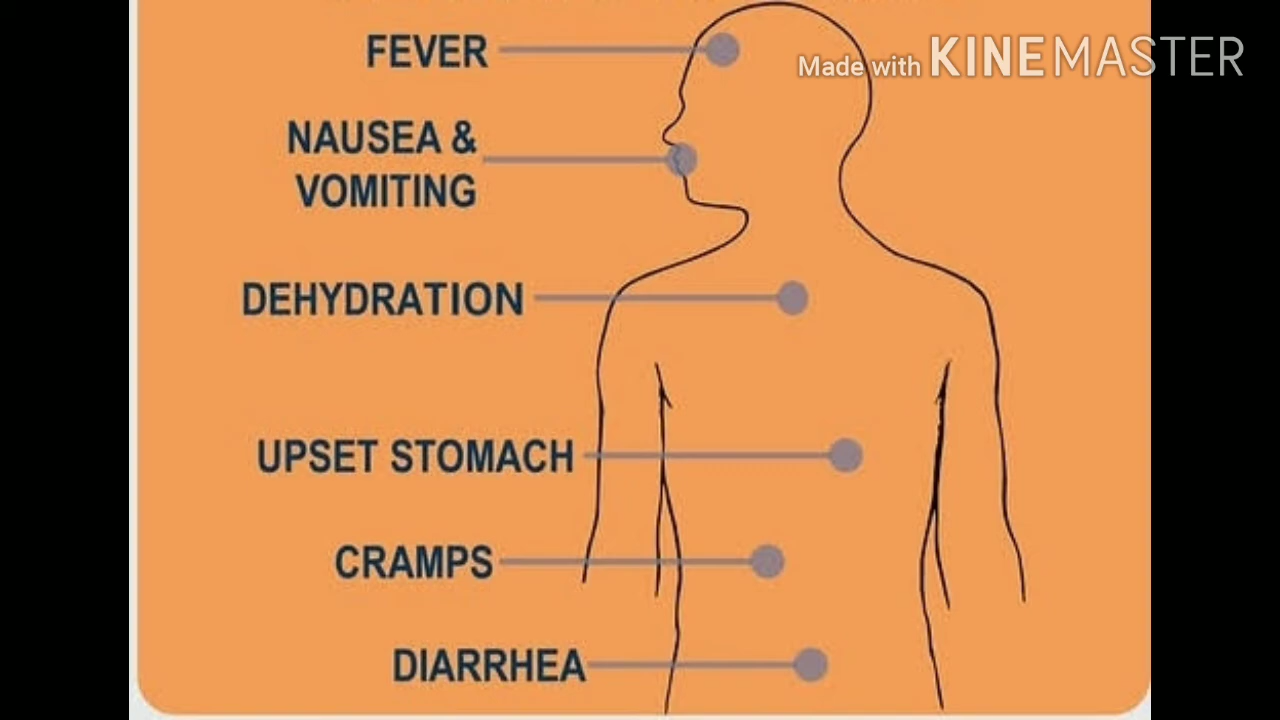 FEVER
Made with KINEMASTER
NAUSEA &
VOMITING
DEHYDRATION
UPSET STOMACH
CRAMPS
DIARRHEA